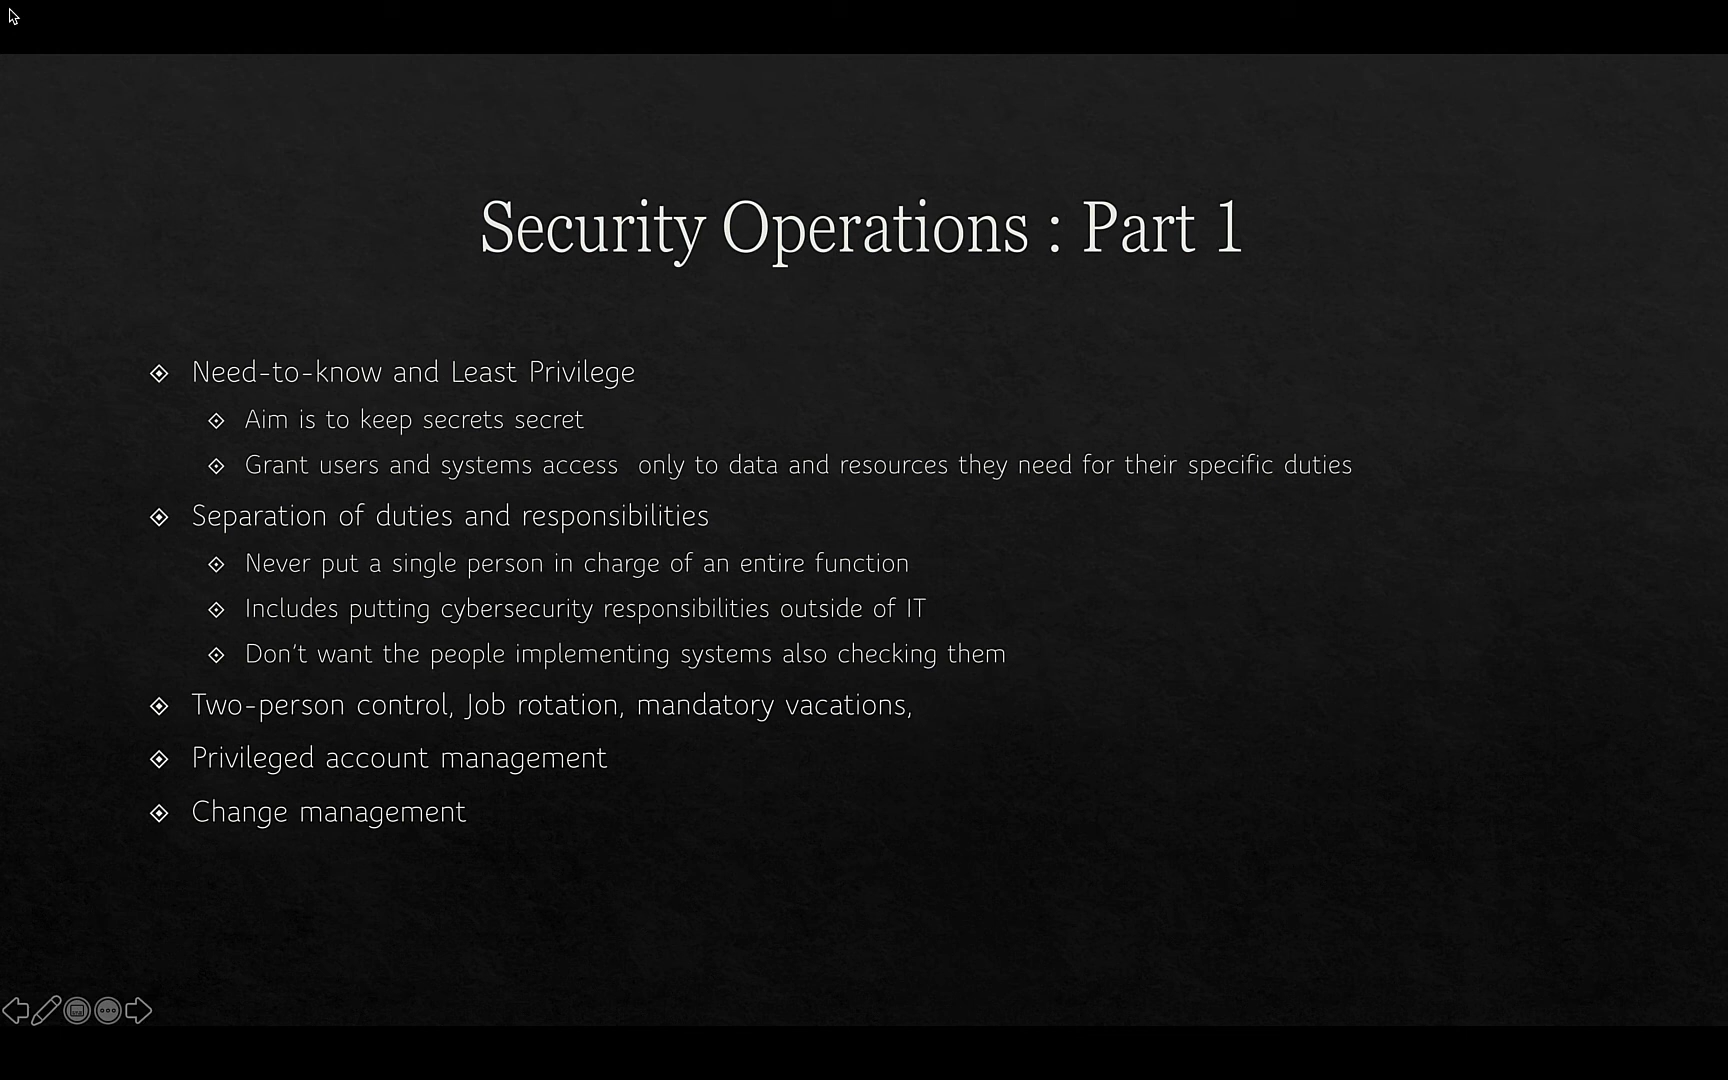 Security Operations : Part 1
Need-to-know and Least Privilege
Aim is to keep secrets secret
Grant users and systems access  only to data and resources they need for their specific duties
Separation of duties and responsibilities
Never put a single person in charge of an entire function
Includes putting cybersecurity responsibilities outside of IT
Don’t want the people implementing systems also checking them
Two-person control, Job rotation, mandatory vacations,
Privileged account management
Change management